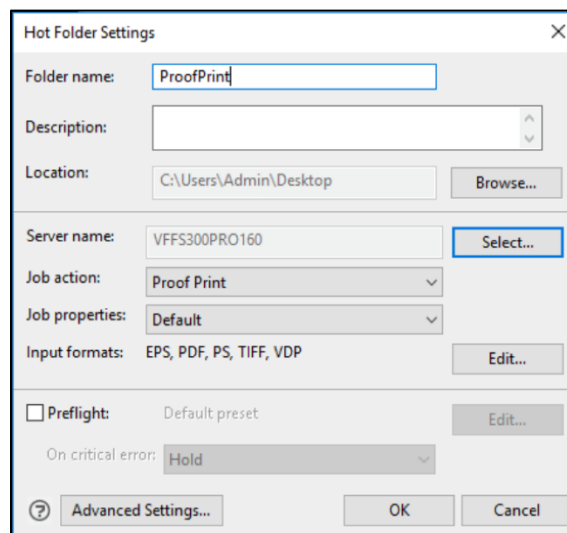 Hot Folder Settings
Folder name: ProofPrint
Description:
Location: C:\Users\Admin\Desktop Browse...
Server name: VFFS300PRO160 Select...
Job action: Proof Print
Job properties: Default
Input formats: EPS, PDF, PS, TIFF, VDP Edit...
Preflight: Default preset Edit...
On critical error: Hold
? Advanced Settings... OK Cancel